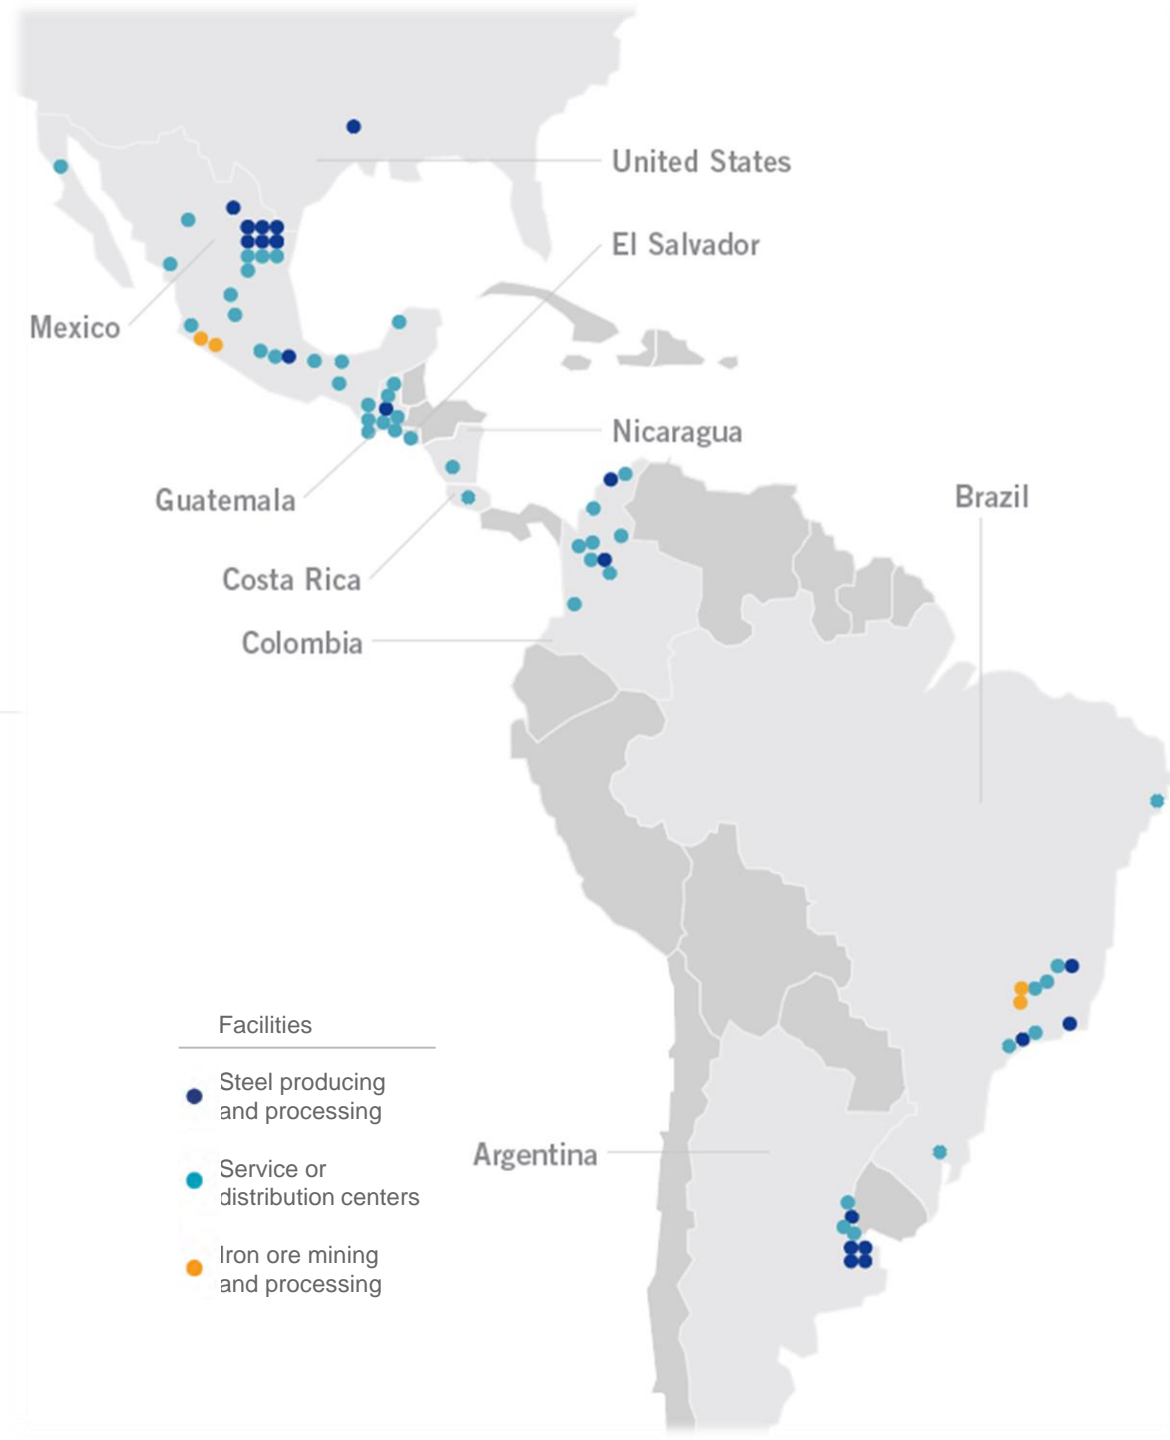 United States
El Salvador
Mexico
Nicaragua
Guatemala
Brazil
Costa Rica
Colombia
Facilities
Steel producing
and processing
Argentina
Service or
distribution centers
Iron ore mining
and processing